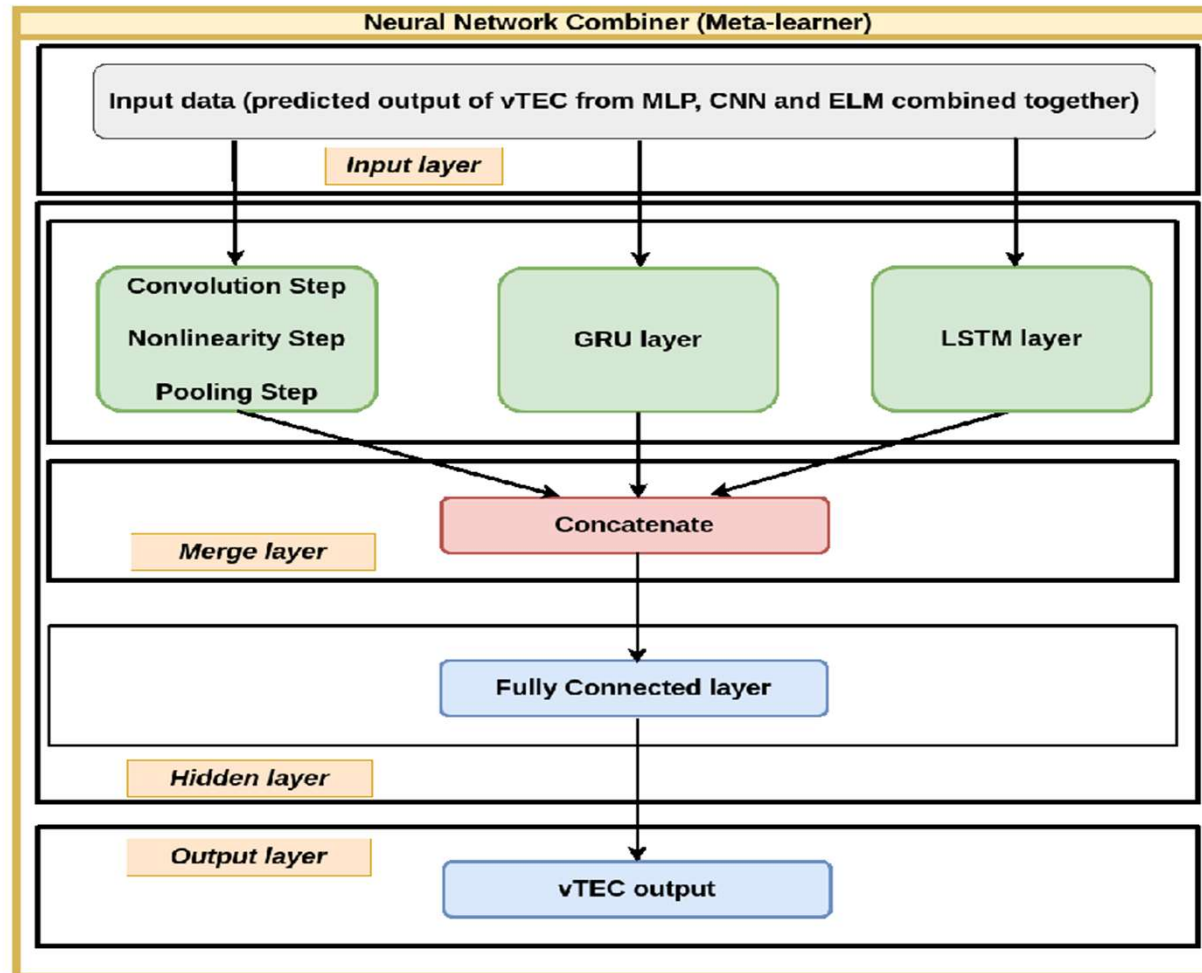 Neural Network Combiner (Meta-learner)
Input data (predicted output of vTEC from MLP, CNN and ELM combined together)
Input layer
Convolution Step
Nonlinearity Step
Pooling Step
GRU layer
LSTM layer
Concatenate
Merge layer
Fully Connected layer
Hidden layer
Output layer
vTEC output